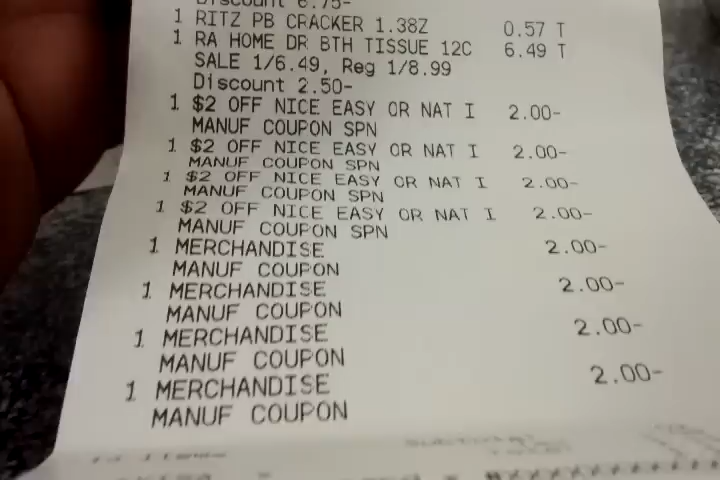 Discount 6.75-
1 RITZ PB CRACKER 1.38Z 0.57 T
1 RA HOME DR BTH TISSUE 12C 6.49 T
SALE 1/6.49, Reg 1/8.99
Discount 2.50-
1 $2 OFF NICE EASY OR NAT I 2.00-
MANUF COUPON SPN
1 $2 OFF NICE EASY OR NAT I 2.00-
MANUF COUPON SPN
1 $2 OFF NICE EASY OR NAT I 2.00-
MANUF COUPON SPN
1 $2 OFF NICE EASY OR NAT I 2.00-
MANUF COUPON SPN
1 MERCHANDISE 2.00-
MANUF COUPON
1 MERCHANDISE 2.00-
MANUF COUPON
1 MERCHANDISE 2.00-
MANUF COUPON
1 MERCHANDISE 2.00-
MANUF COUPON